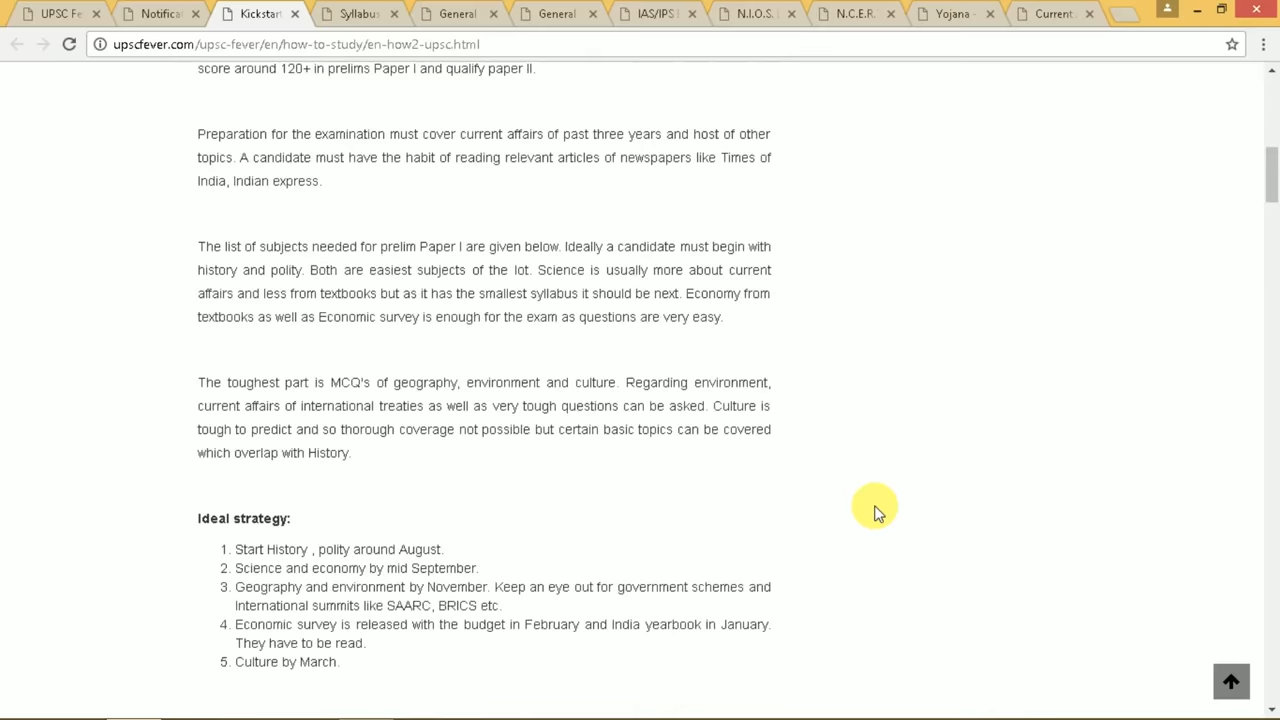 UPSC Fe
Notifica
Kickstart
Syllabus
General
General
IAS/IPS
N.I.O.S.
N.C.E.R.
Yojana -
Current
upscfever.com/upsc-fever/en/how-to-study/en-how2-upsc.html
score around 120+ in prelims Paper I and qualify paper II.
Preparation for the examination must cover current affairs of past three years and host of other
topics. A candidate must have the habit of reading relevant articles of newspapers like Times of
India, Indian express.
The list of subjects needed for prelim Paper I are given below. Ideally a candidate must begin with
history and polity. Both are easiest subjects of the lot. Science is usually more about current
affairs and less from textbooks but as it has the smallest syllabus it should be next. Economy from
textbooks as well as Economic survey is enough for the exam as questions are very easy.
The toughest part is MCQ's of geography, environment and culture. Regarding environment,
current affairs of international treaties as well as very tough questions can be asked. Culture is
tough to predict and so thorough coverage not possible but certain basic topics can be covered
which overlap with History.
Ideal strategy:
1. Start History , polity around August.
2. Science and economy by mid September.
3. Geography and environment by November. Keep an eye out for government schemes and
International summits like SAARC, BRICS etc.
4. Economic survey is released with the budget in February and India yearbook in January.
They have to be read.
5. Culture by March.